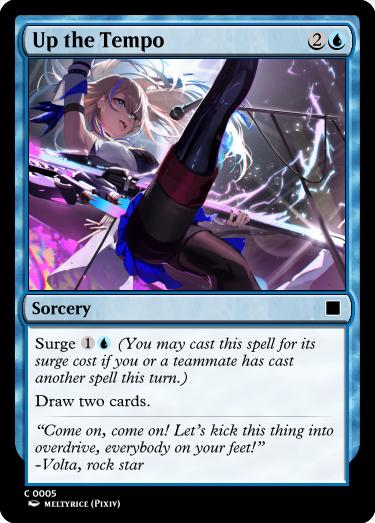 Up the Tempo 2
Sorcery
Surge 1 (You may cast this spell for its
surge cost if you or a teammate has cast
another spell this turn.)
Draw two cards.
“Come on, come on! Let’s kick this thing into
overdrive, everybody on your feet!”
-Volta, rock star
C 0005
MELTYRICE (PIXIV)